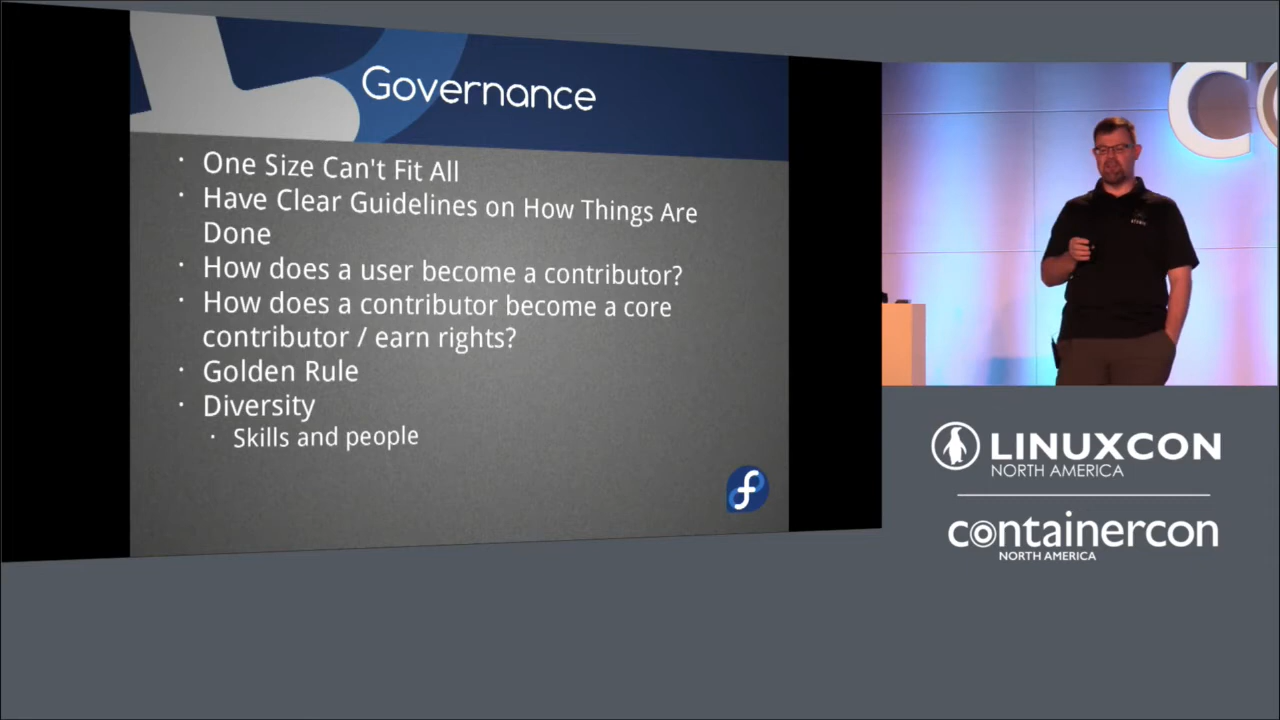 Governance
· One Size Can't Fit All
· Have Clear Guidelines on How Things Are
Done
· How does a user become a contributor?
· How does a contributor become a core
contributor / earn rights?
· Golden Rule
· Diversity
· Skills and people
LINUXCON
NORTH AMERICA
containercon
NORTH AMERICA